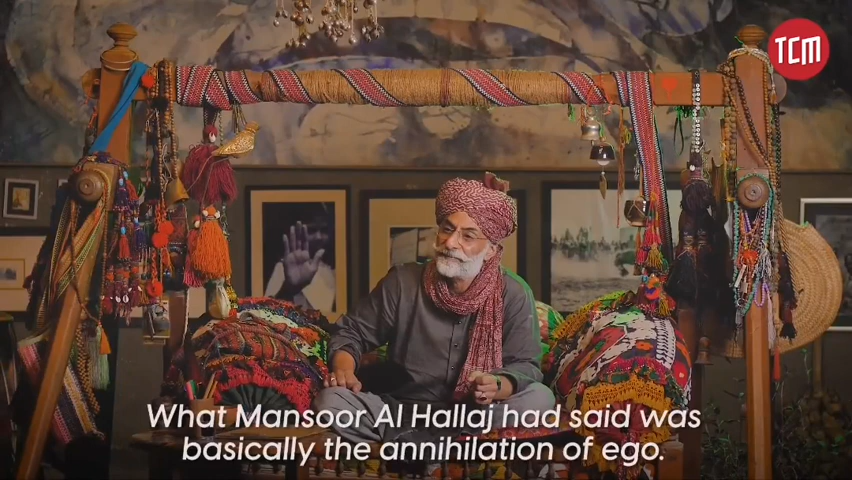 TCM
What Mansoor Al Hallaj had said was
basically the annihilation of ego.